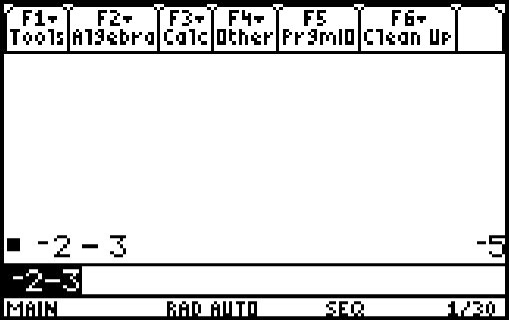 F1▾ F2▾ F3▾ F4▾ F5 F6▾
Tools Algebra Calc Other PrgmIO Clean Up
▪ ⁻2 − 3 ⁻5
⁻2−3
MAIN RAD AUTO SEQ 1/30